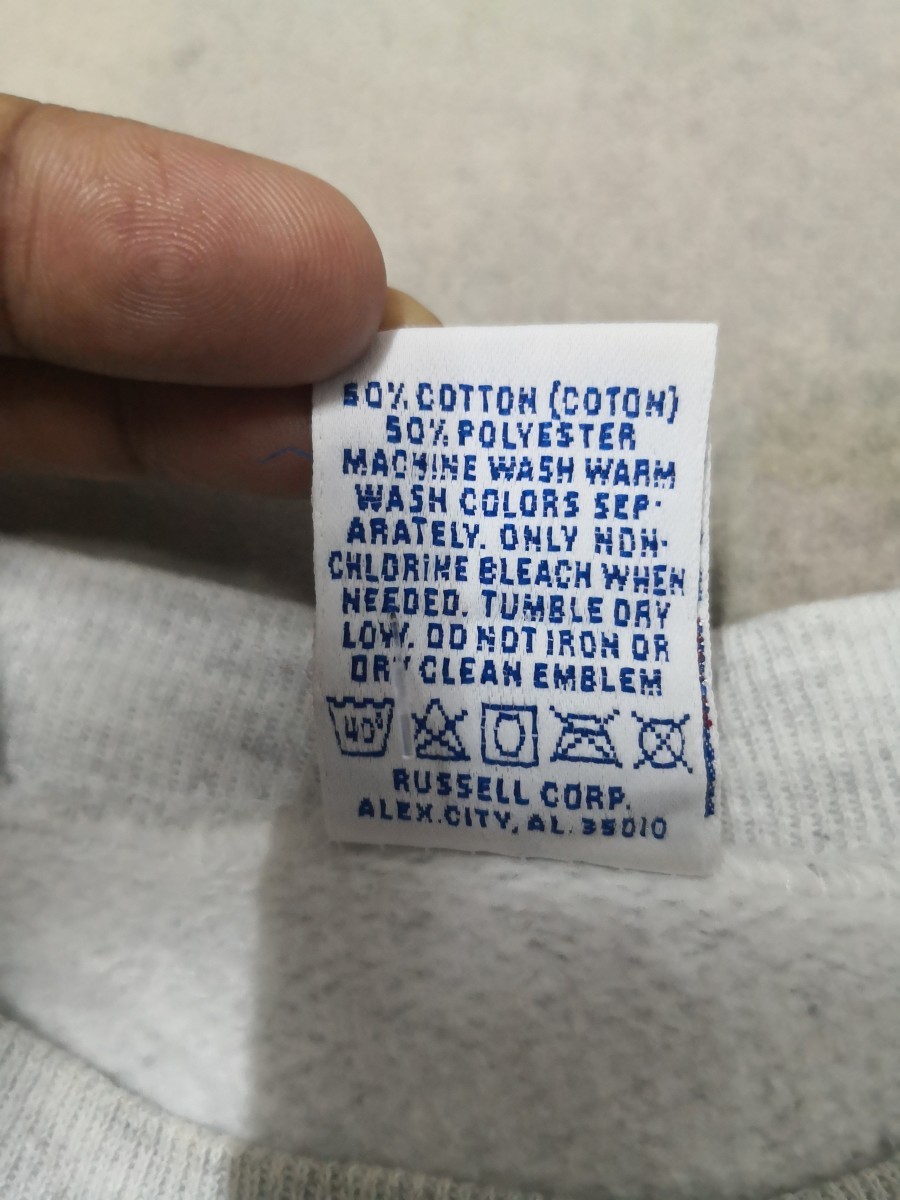 50% COTTON (COTON)
50% POLYESTER
MACHINE WASH WARM
WASH COLORS SEP-
ARATELY. ONLY NON-
CHLORINE BLEACH WHEN
NEEDED. TUMBLE DRY
LOW. DO NOT IRON OR
DRY CLEAN EMBLEM
40°
RUSSELL CORP.
ALEX.CITY, AL. 35010